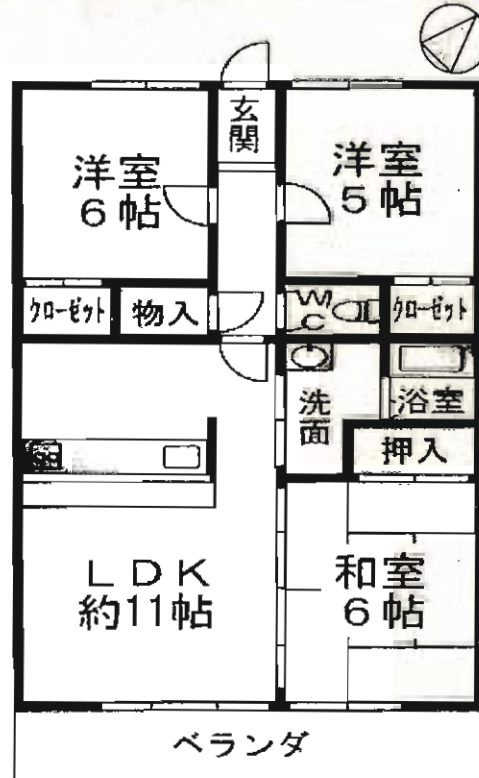 玄関
洋室
6帖
洋室
5帖
クローゼット
物入
WC
クローゼット
洗面
浴室
押入
LDK
約11帖
和室
6帖
ベランダ